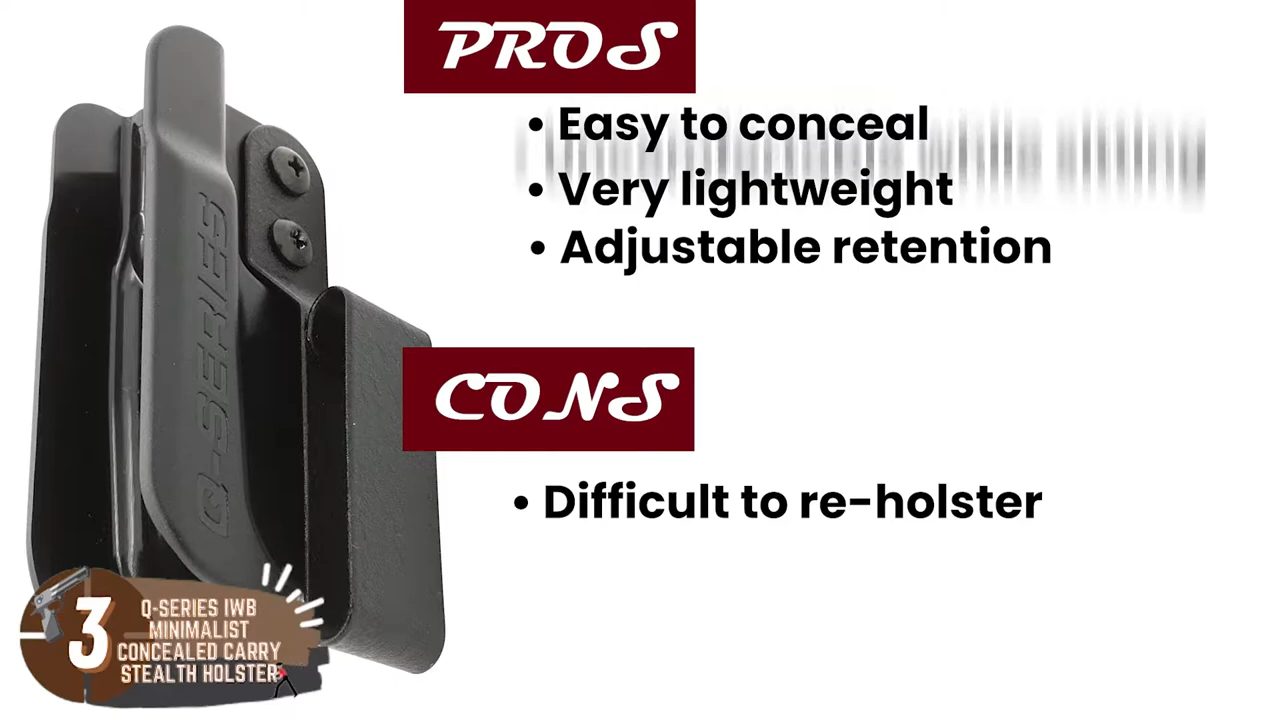 PROS
• Easy to conceal
• Very lightweight
• Adjustable retention
CONS
• Difficult to re-holster
Q-SERIES
3
Q-SERIES IWB
MINIMALIST
CONCEALED CARRY
STEALTH HOLSTER